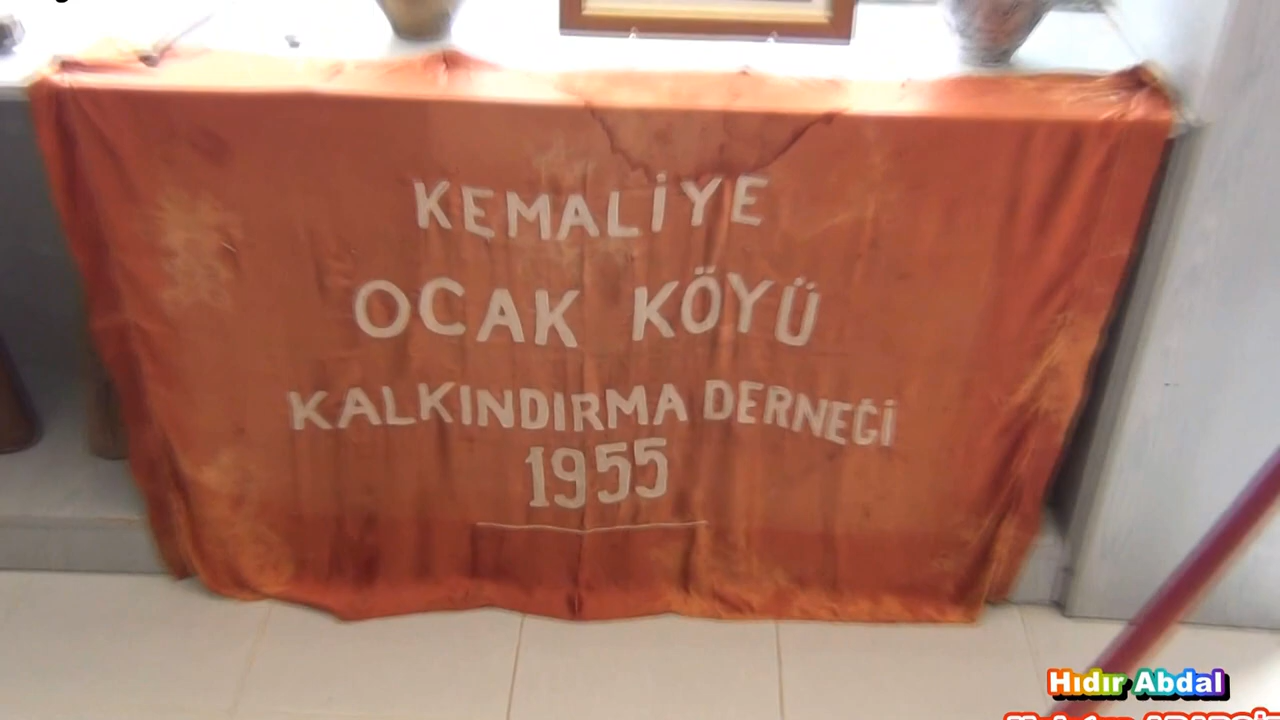 KEMALİYE
OCAK KÖYÜ
KALKINDIRMA DERNEĞİ
1955
Hıdır Abdal